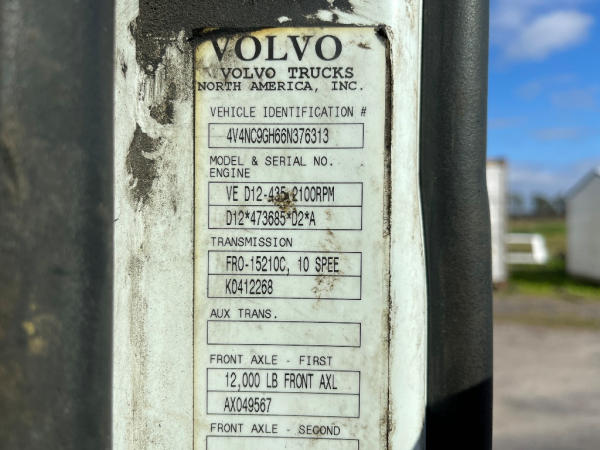 VOLVO
VOLVO TRUCKS
NORTH AMERICA, INC.
VEHICLE IDENTIFICATION #
4V4NC9GH66N376313
MODEL & SERIAL NO.
ENGINE
VE D12-435 2100RPM
D12*473685*D2*A
TRANSMISSION
FRO-15210C, 10 SPEE
K0412268
AUX TRANS.
FRONT AXLE - FIRST
12,000 LB FRONT AXL
AX049567
FRONT AXLE - SECOND